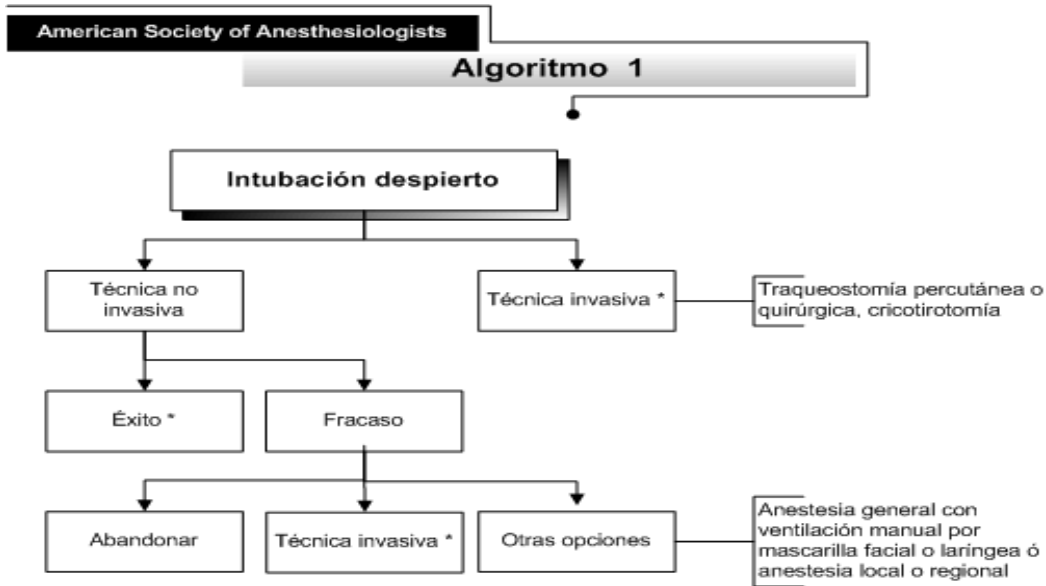 American Society of Anesthesiologists
Algoritmo 1
Intubación despierto
Técnica no
invasiva
Técnica invasiva *
Traqueostomía percutánea o
quirúrgica, cricotirotomía
Éxito *
Fracaso
Abandonar
Técnica invasiva *
Otras opciones
Anestesia general con
ventilación manual por
mascarilla facial o laríngea ó
anestesia local o regional